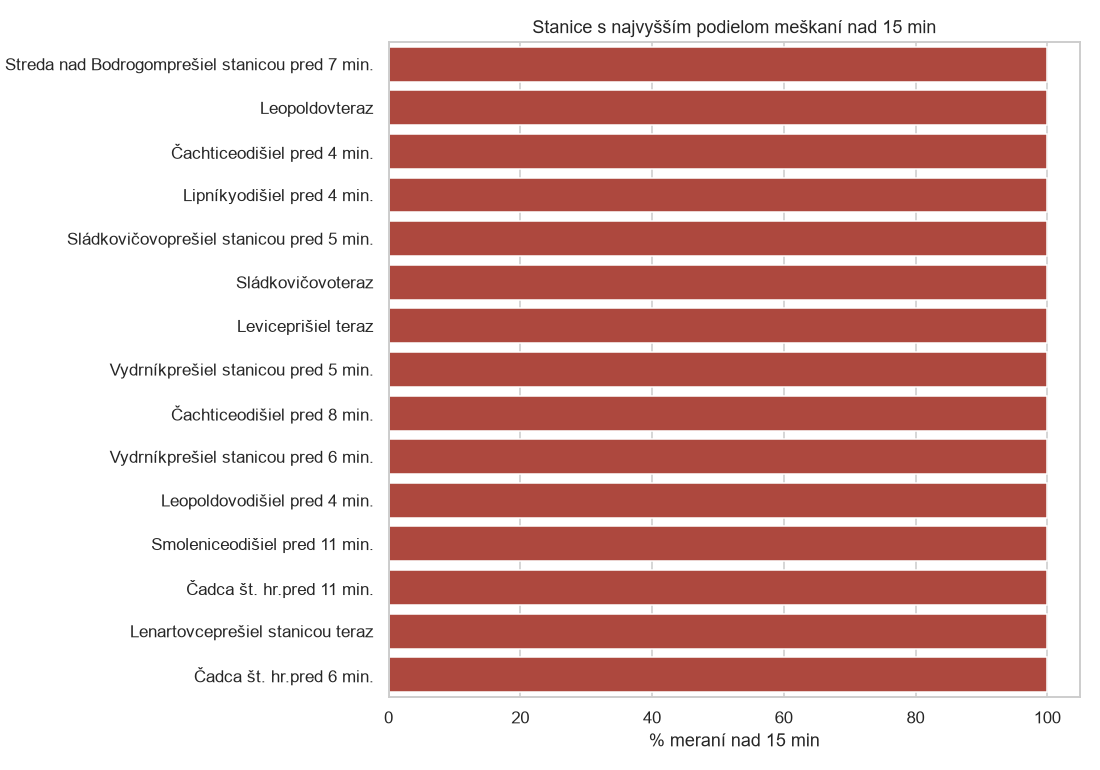 Stanice s najvyšším podielom meškaní nad 15 min
Streda nad Bodrogomprešiel stanicou pred 7 min.
Leopoldovteraz
Čachticeodišiel pred 4 min.
Lipníkyodišiel pred 4 min.
Sládkovičovoprešiel stanicou pred 5 min.
Sládkovičovoteraz
Leviceprišiel teraz
Vydrníkprešiel stanicou pred 5 min.
Čachticeodišiel pred 8 min.
Vydrníkprešiel stanicou pred 6 min.
Leopoldovodišiel pred 4 min.
Smoleniceodišiel pred 11 min.
Čadca št. hr.pred 11 min.
Lenartovceprešiel stanicou teraz
Čadca št. hr.pred 6 min.
0 20 40 60 80 100
% meraní nad 15 min